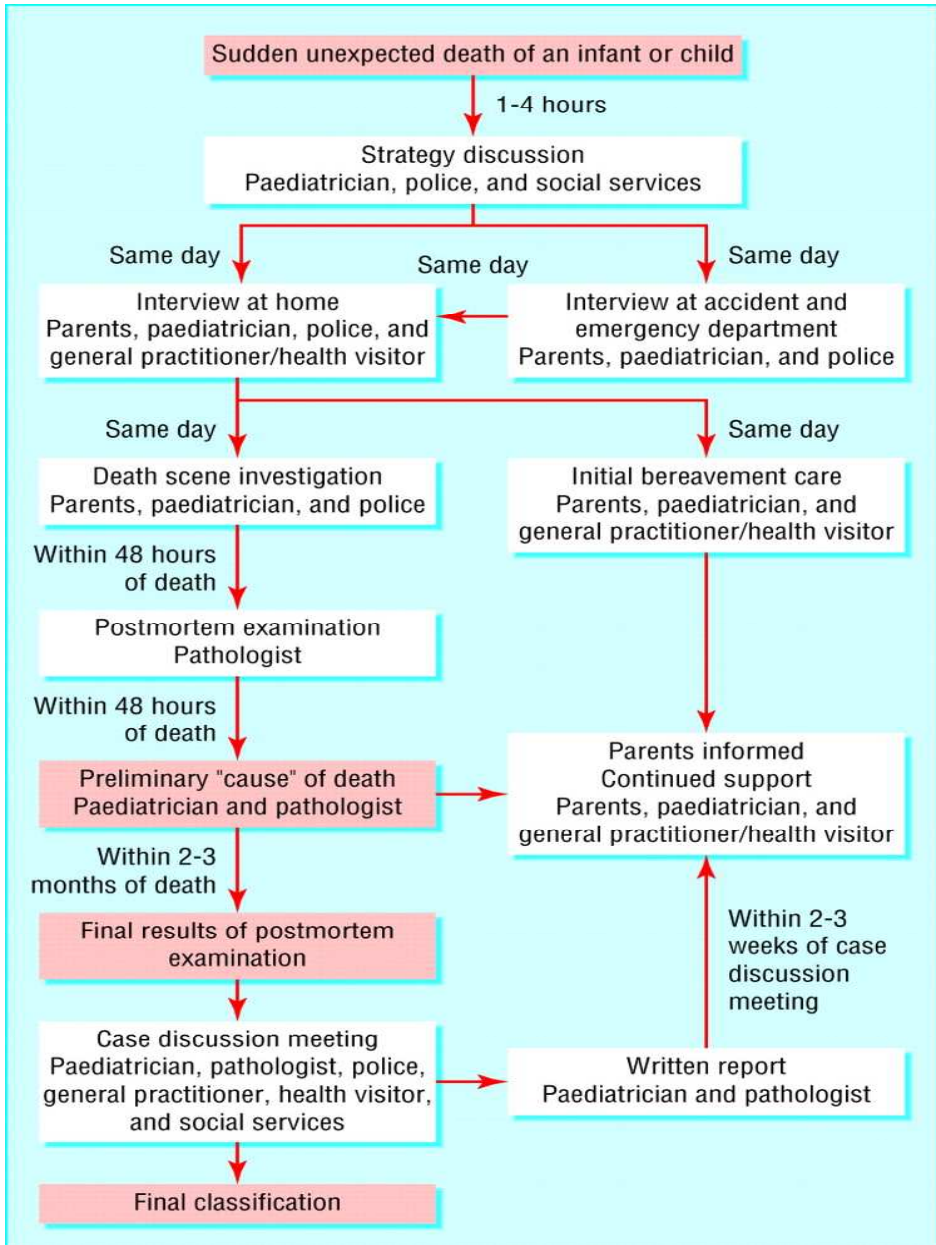 Sudden unexpected death of an infant or child
1-4 hours
Strategy discussion
Paediatrician, police, and social services
Same day
Same day
Same day
Interview at home
Parents, paediatrician, police, and
general practitioner/health visitor
Interview at accident and
emergency department
Parents, paediatrician, and police
Same day
Same day
Death scene investigation
Parents, paediatrician, and police
Initial bereavement care
Parents, paediatrician, and
general practitioner/health visitor
Within 48 hours
of death
Postmortem examination
Pathologist
Within 48 hours
of death
Preliminary "cause" of death
Paediatrician and pathologist
Parents informed
Continued support
Parents, paediatrician, and
general practitioner/health visitor
Within 2-3
months of death
Final results of postmortem
examination
Within 2-3
weeks of case
discussion
meeting
Case discussion meeting
Paediatrician, pathologist, police,
general practitioner, health visitor,
and social services
Written report
Paediatrician and pathologist
Final classification